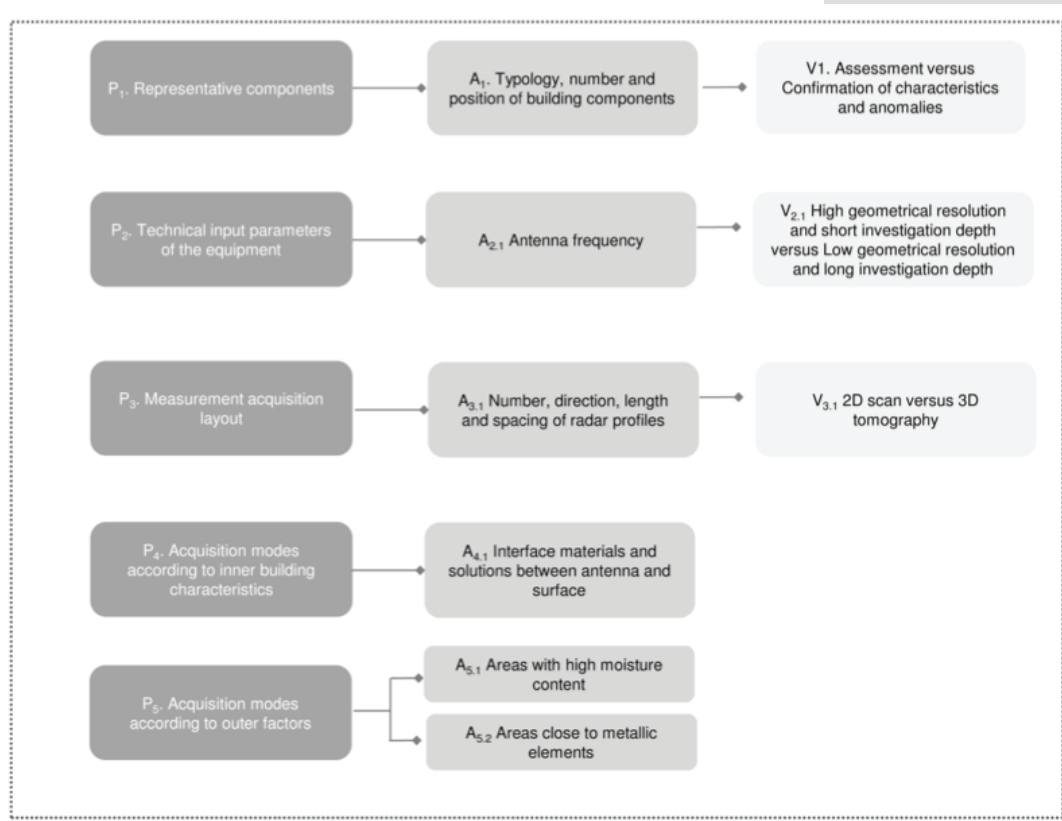 P₁. Representative components
A₁. Typology, number and
position of building components
V1. Assessment versus
Confirmation of characteristics
and anomalies
P₂. Technical input parameters
of the equipment
A₂.₁ Antenna frequency
V₂.₁ High geometrical resolution
and short investigation depth
versus Low geometrical resolution
and long investigation depth
P₃. Measurement acquisition
layout
A₃.₁ Number, direction, length
and spacing of radar profiles
V₃.₁ 2D scan versus 3D
tomography
P₄. Acquisition modes
according to inner building
characteristics
A₄.₁ Interface materials and
solutions between antenna and
surface
P₅. Acquisition modes
according to outer factors
A₅.₁ Areas with high moisture
content
A₅.₂ Areas close to metallic
elements